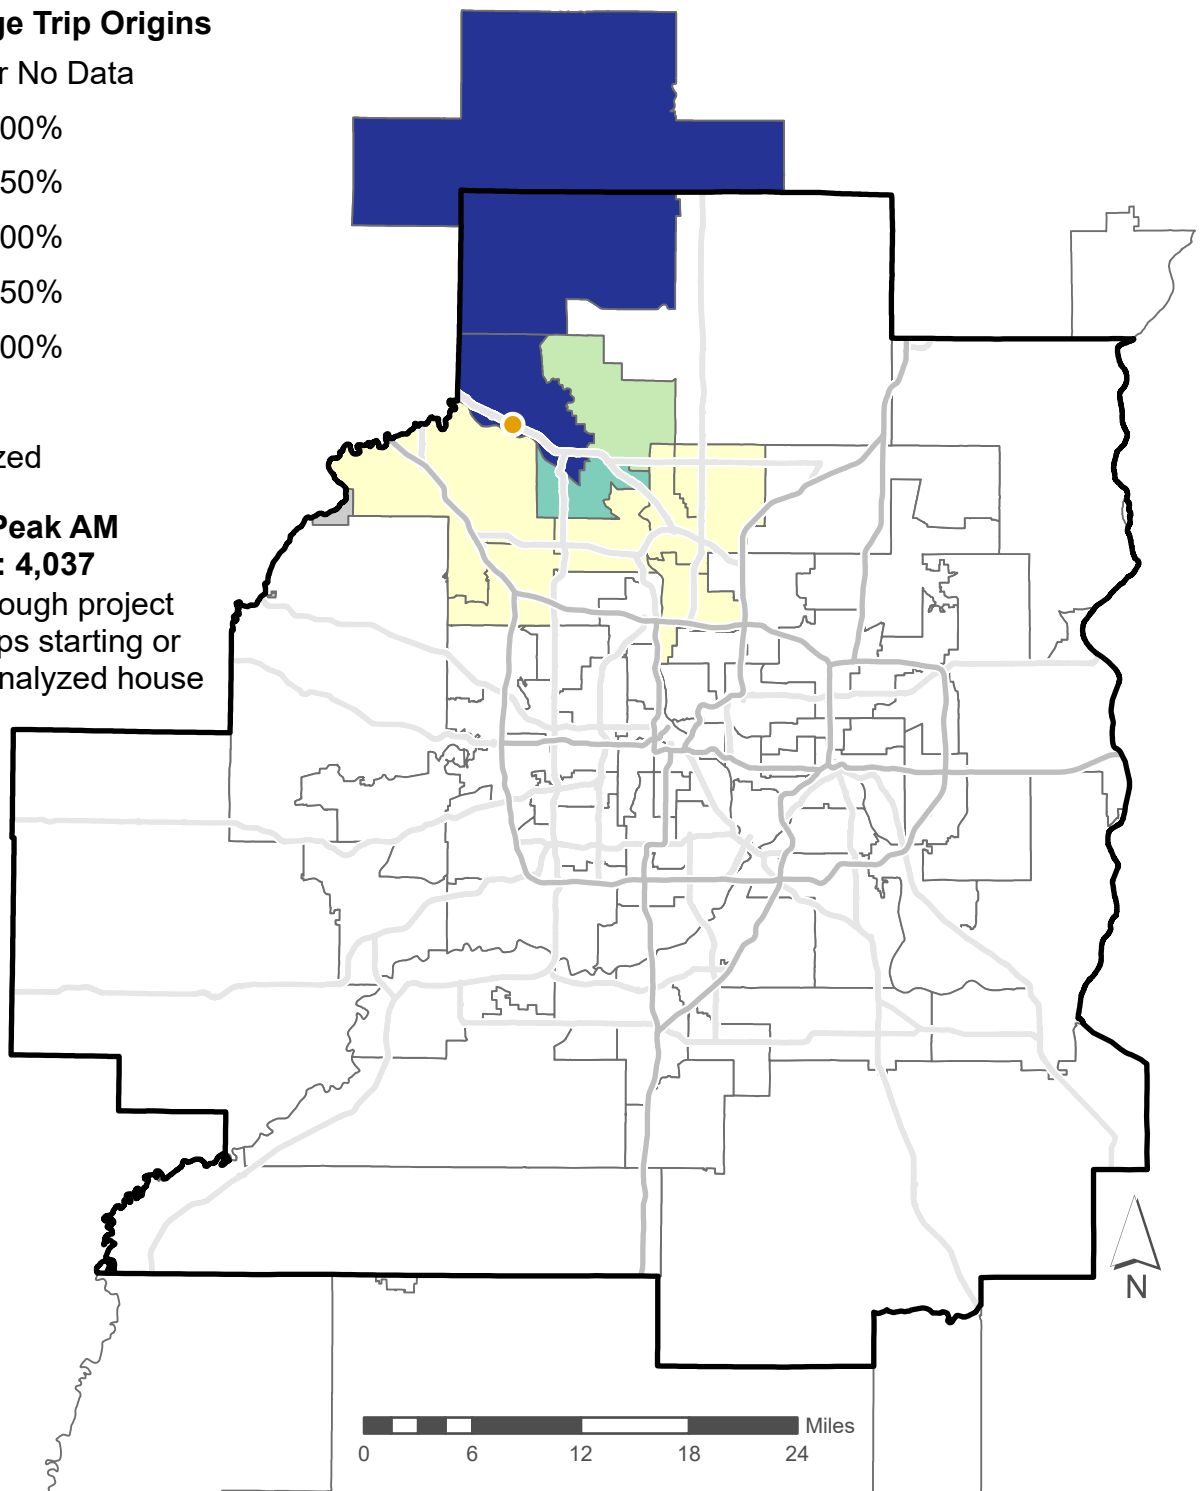 ge Trip Origins
r No Data
00%
50%
00%
50%
00%
zed
Peak AM
: 4,037
ough project
ps starting or
nalyzed house
N
Miles
0 6 12 18 24